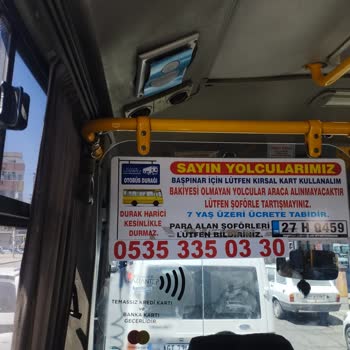 SAYIN YOLCULARIMIZ
BAŞPINAR İÇİN LÜTFEN KIRSAL KART KULLANALIM
BAKİYESİ OLMAYAN YOLCULAR ARACA ALINMAYACAKTIR
LÜTFEN ŞOFÖRLE TARTIŞMAYINIZ.
7 YAŞ ÜZERİ ÜCRETE TABİDİR.
OTOBÜS DURAĞI
DURAK HARİCİ
KESİNLİKLE
DURMAZ.
PARA ALAN ŞOFÖRLERİ
LÜTFEN BİLDİRİNİZ.
27 H 0459
0535 335 03 30
TEMASSIZ KREDİ KARTI
ve
BANKA KARTI
GEÇERLİDİR.